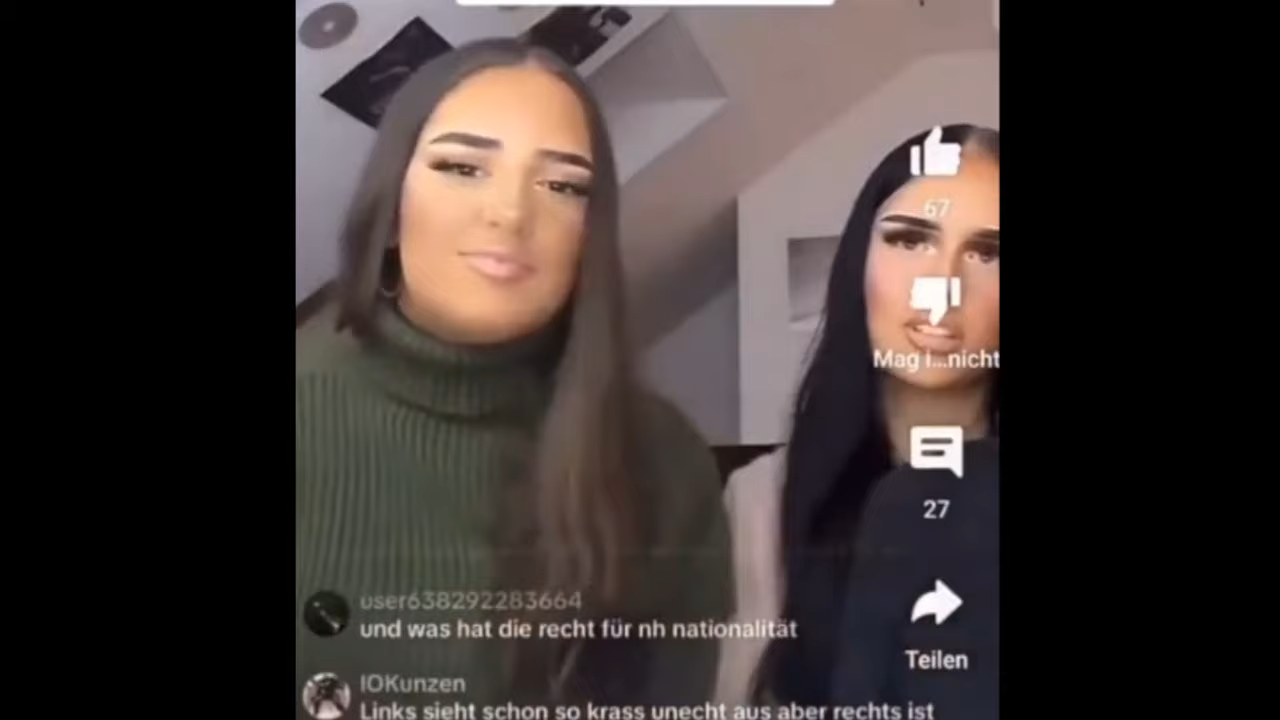 67
Mag i...nicht
27
user638292283664
und was hat die recht für nh nationalität
Teilen
IOKunzen
Links sieht schon so krass unecht aus aber rechts ist